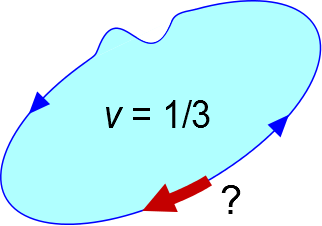 ν = 1/3
?